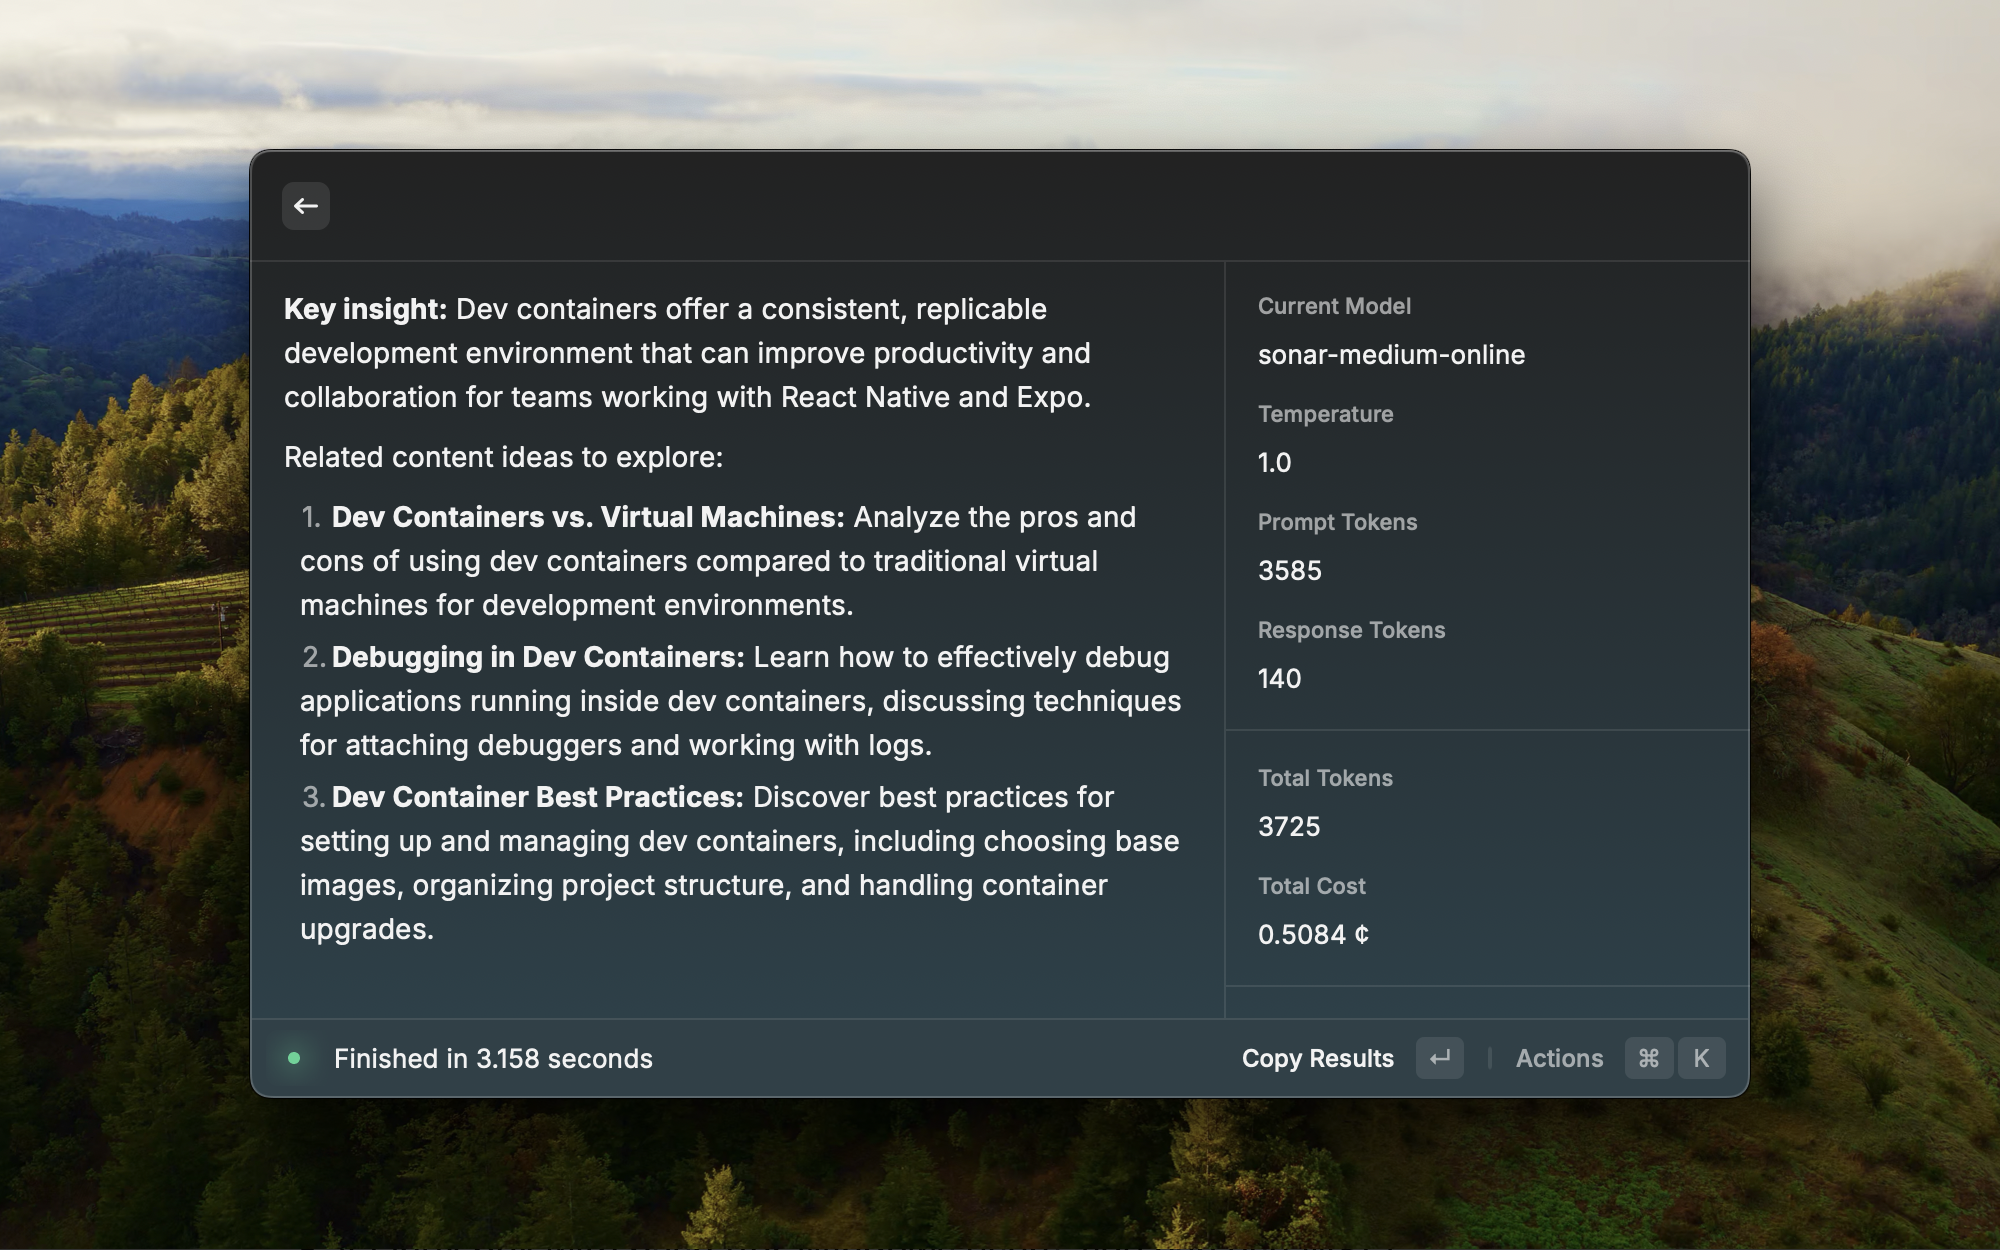 Key insight: Dev containers offer a consistent, replicable
development environment that can improve productivity and
collaboration for teams working with React Native and Expo.
Related content ideas to explore:
1. Dev Containers vs. Virtual Machines: Analyze the pros and
cons of using dev containers compared to traditional virtual
machines for development environments.
2. Debugging in Dev Containers: Learn how to effectively debug
applications running inside dev containers, discussing techniques
for attaching debuggers and working with logs.
3. Dev Container Best Practices: Discover best practices for
setting up and managing dev containers, including choosing base
images, organizing project structure, and handling container
upgrades.
Current Model
sonar-medium-online
Temperature
1.0
Prompt Tokens
3585
Response Tokens
140
Total Tokens
3725
Total Cost
0.5084 ¢
Finished in 3.158 seconds
Copy Results ↵ | Actions ⌘ K